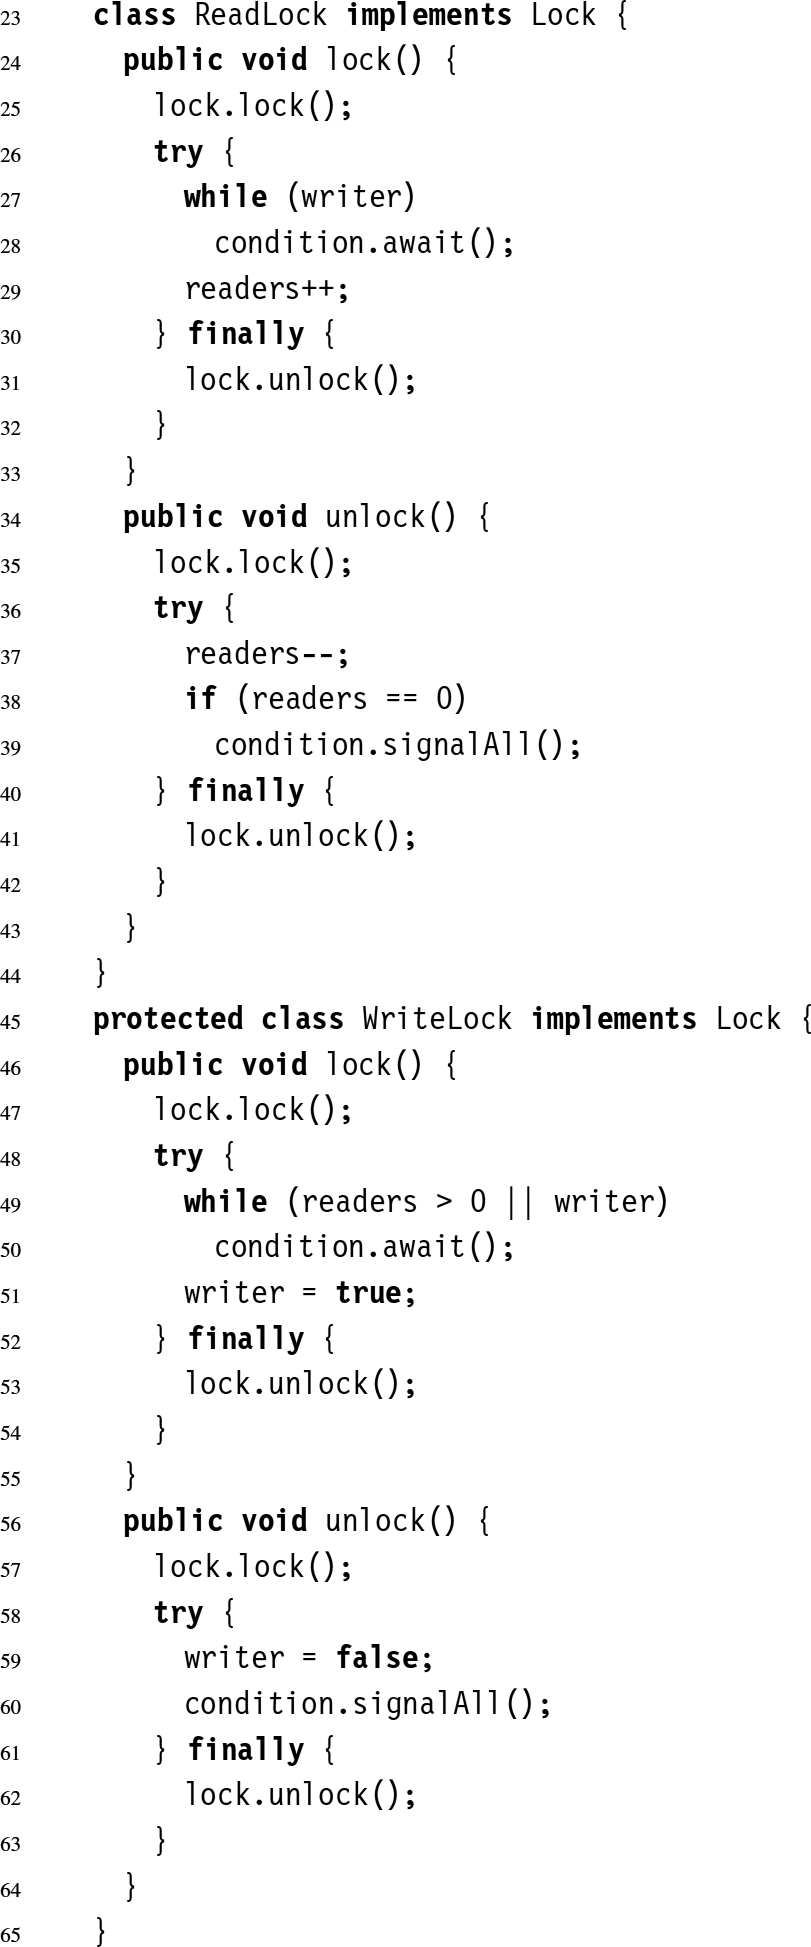 23 class ReadLock implements Lock {
24 public void lock() {
25 lock.lock();
26 try {
27 while (writer)
28 condition.await();
29 readers++;
30 } finally {
31 lock.unlock();
32 }
33 }
34 public void unlock() {
35 lock.lock();
36 try {
37 readers--;
38 if (readers == 0)
39 condition.signalAll();
40 } finally {
41 lock.unlock();
42 }
43 }
44 }
45 protected class WriteLock implements Lock {
46 public void lock() {
47 lock.lock();
48 try {
49 while (readers > 0 || writer)
50 condition.await();
51 writer = true;
52 } finally {
53 lock.unlock();
54 }
55 }
56 public void unlock() {
57 lock.lock();
58 try {
59 writer = false;
60 condition.signalAll();
61 } finally {
62 lock.unlock();
63 }
64 }
65 }